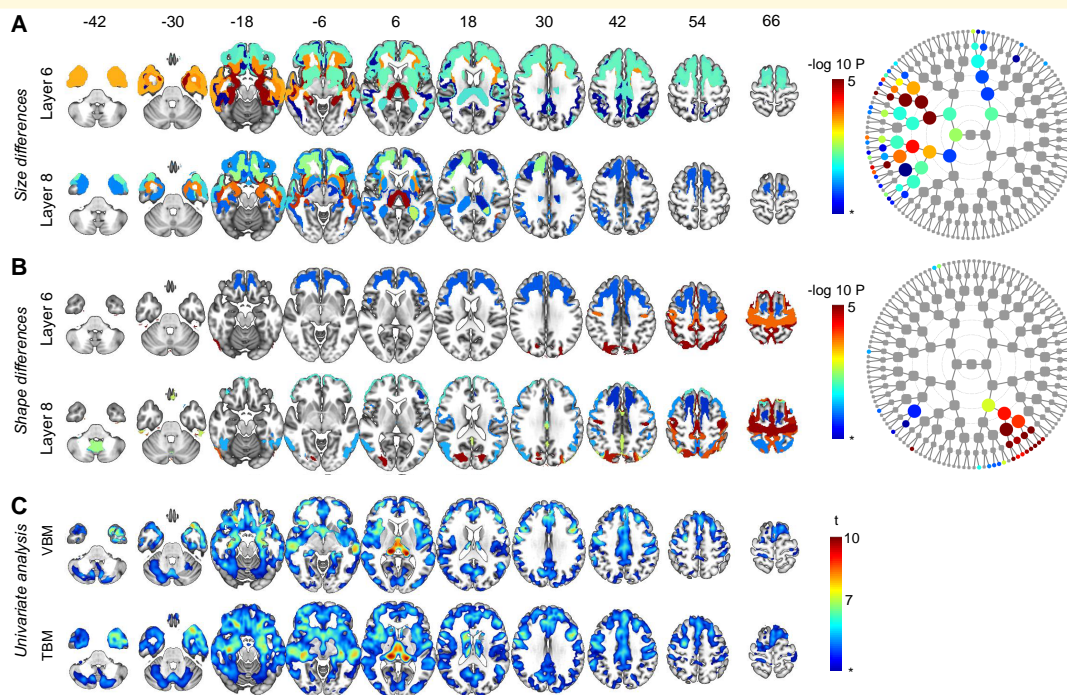 -42 -30 -18 -6 6 18 30 42 54 66
A
Size differences
Layer 6
Layer 8
-log 10 P
5
*
B
Shape differences
Layer 6
Layer 8
-log 10 P
5
*
C
Univariate analysis
VBM
TBM
t
10
7
*